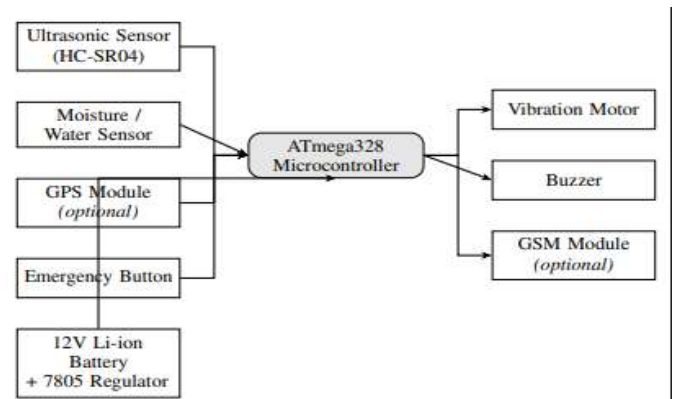 Ultrasonic Sensor
(HC-SR04)
Moisture /
Water Sensor
GPS Module
(optional)
Emergency Button
12V Li-ion
Battery
+ 7805 Regulator
ATmega328
Microcontroller
Vibration Motor
Buzzer
GSM Module
(optional)